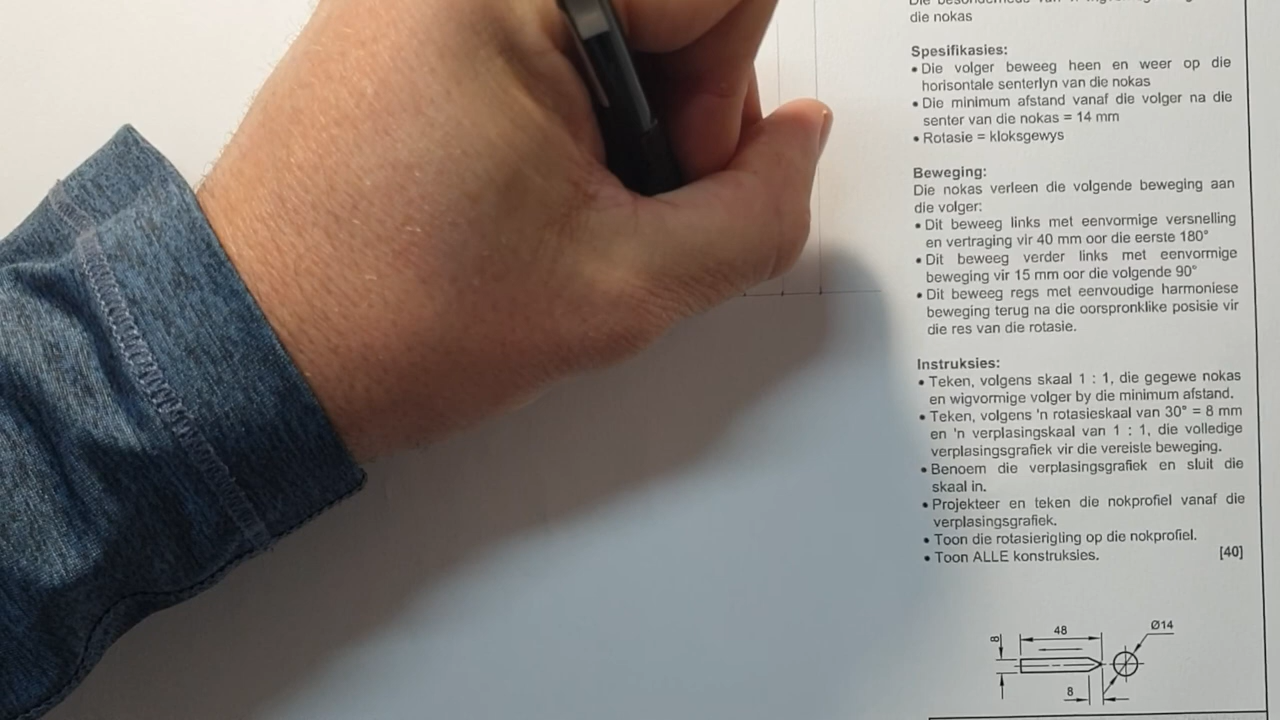 die nokas
Spesifikasies:
• Die volger beweeg heen en weer op die
horisontale senterlyn van die nokas
• Die minimum afstand vanaf die volger na die
senter van die nokas = 14 mm
• Rotasie = kloksgewys
Beweging:
Die nokas verleen die volgende beweging aan
die volger:
• Dit beweeg links met eenvormige versnelling
en vertraging vir 40 mm oor die eerste 180°
• Dit beweeg verder links met eenvormige
beweging vir 15 mm oor die volgende 90°
• Dit beweeg regs met eenvoudige harmoniese
beweging terug na die oorspronklike posisie vir
die res van die rotasie.
Instruksies:
• Teken, volgens skaal 1 : 1, die gegewe nokas
en wigvormige volger by die minimum afstand.
• Teken, volgens 'n rotasieskaal van 30° = 8 mm
en 'n verplasingskaal van 1 : 1, die volledige
verplasingsgrafiek vir die vereiste beweging.
• Benoem die verplasingsgrafiek en sluit die
skaal in.
• Projekteer en teken die nokprofiel vanaf die
verplasingsgrafiek.
• Toon die rotasierigting op die nokprofiel.
• Toon ALLE konstruksies. [40]
48
Ø14
8
8